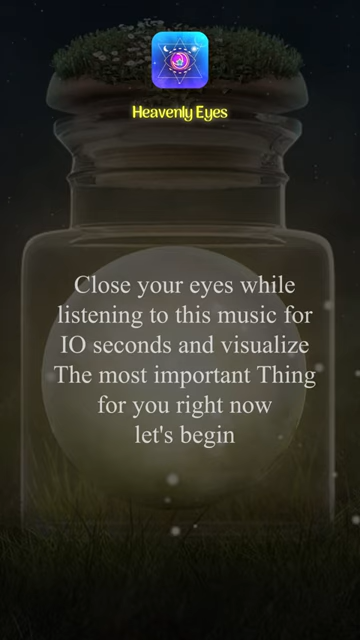 Heavenly Eyes
Close your eyes while
listening to this music for
IO seconds and visualize
The most important Thing
for you right now
let's begin